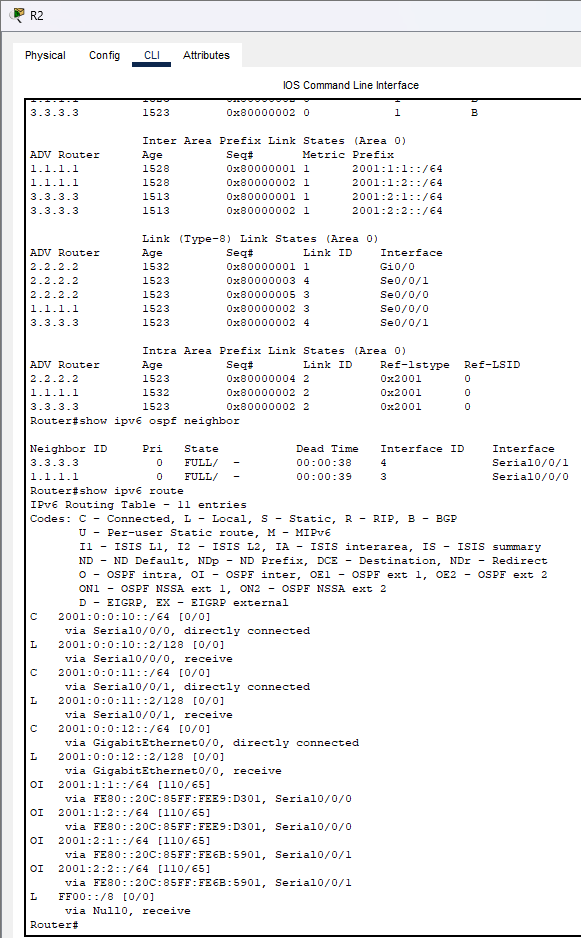 R2
Physical Config CLI Attributes
IOS Command Line Interface
3.3.3.3 1523 0x80000002 0 1 B
Inter Area Prefix Link States (Area 0)
ADV Router Age Seq# Metric Prefix
1.1.1.1 1528 0x80000001 1 2001:1:1::/64
1.1.1.1 1528 0x80000002 1 2001:1:2::/64
3.3.3.3 1513 0x80000001 1 2001:2:1::/64
3.3.3.3 1513 0x80000002 1 2001:2:2::/64
Link (Type-8) Link States (Area 0)
ADV Router Age Seq# Link ID Interface
2.2.2.2 1532 0x80000001 1 Gi0/0
2.2.2.2 1523 0x80000003 4 Se0/0/1
2.2.2.2 1523 0x80000005 3 Se0/0/0
1.1.1.1 1523 0x80000002 3 Se0/0/0
3.3.3.3 1523 0x80000002 4 Se0/0/1
Intra Area Prefix Link States (Area 0)
ADV Router Age Seq# Link ID Ref-lstype Ref-LSID
2.2.2.2 1523 0x80000004 2 0x2001 0
1.1.1.1 1532 0x80000002 2 0x2001 0
3.3.3.3 1523 0x80000002 2 0x2001 0
Router#show ipv6 ospf neighbor
Neighbor ID Pri State Dead Time Interface ID Interface
3.3.3.3 0 FULL/ - 00:00:38 4 Serial0/0/1
1.1.1.1 0 FULL/ - 00:00:39 3 Serial0/0/0
Router#show ipv6 route
IPv6 Routing Table - 11 entries
Codes: C - Connected, L - Local, S - Static, R - RIP, B - BGP
U - Per-user Static route, M - MIPv6
I1 - ISIS L1, I2 - ISIS L2, IA - ISIS interarea, IS - ISIS summary
ND - ND Default, NDp - ND Prefix, DCE - Destination, NDr - Redirect
O - OSPF intra, OI - OSPF inter, OE1 - OSPF ext 1, OE2 - OSPF ext 2
ON1 - OSPF NSSA ext 1, ON2 - OSPF NSSA ext 2
D - EIGRP, EX - EIGRP external
C 2001:0:0:10::/64 [0/0]
via Serial0/0/0, directly connected
L 2001:0:0:10::2/128 [0/0]
via Serial0/0/0, receive
C 2001:0:0:11::/64 [0/0]
via Serial0/0/1, directly connected
L 2001:0:0:11::2/128 [0/0]
via Serial0/0/1, receive
C 2001:0:0:12::/64 [0/0]
via GigabitEthernet0/0, directly connected
L 2001:0:0:12::2/128 [0/0]
via GigabitEthernet0/0, receive
OI 2001:1:1::/64 [110/65]
via FE80::20C:85FF:FEE9:D301, Serial0/0/0
OI 2001:1:2::/64 [110/65]
via FE80::20C:85FF:FEE9:D301, Serial0/0/0
OI 2001:2:1::/64 [110/65]
via FE80::20C:85FF:FE6B:5901, Serial0/0/1
OI 2001:2:2::/64 [110/65]
via FE80::20C:85FF:FE6B:5901, Serial0/0/1
L FF00::/8 [0/0]
via Null0, receive
Router#